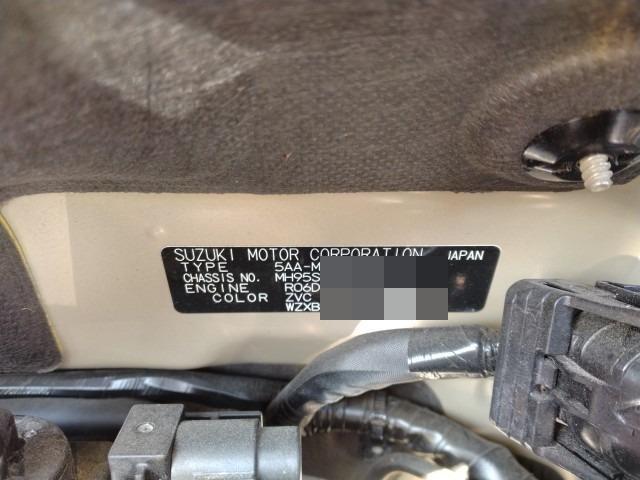 SUZUKI MOTOR CORPORATION JAPAN
TYPE 5AA-M
CHASSIS NO. MH95S
ENGINE R06D
COLOR ZVC
WZXB